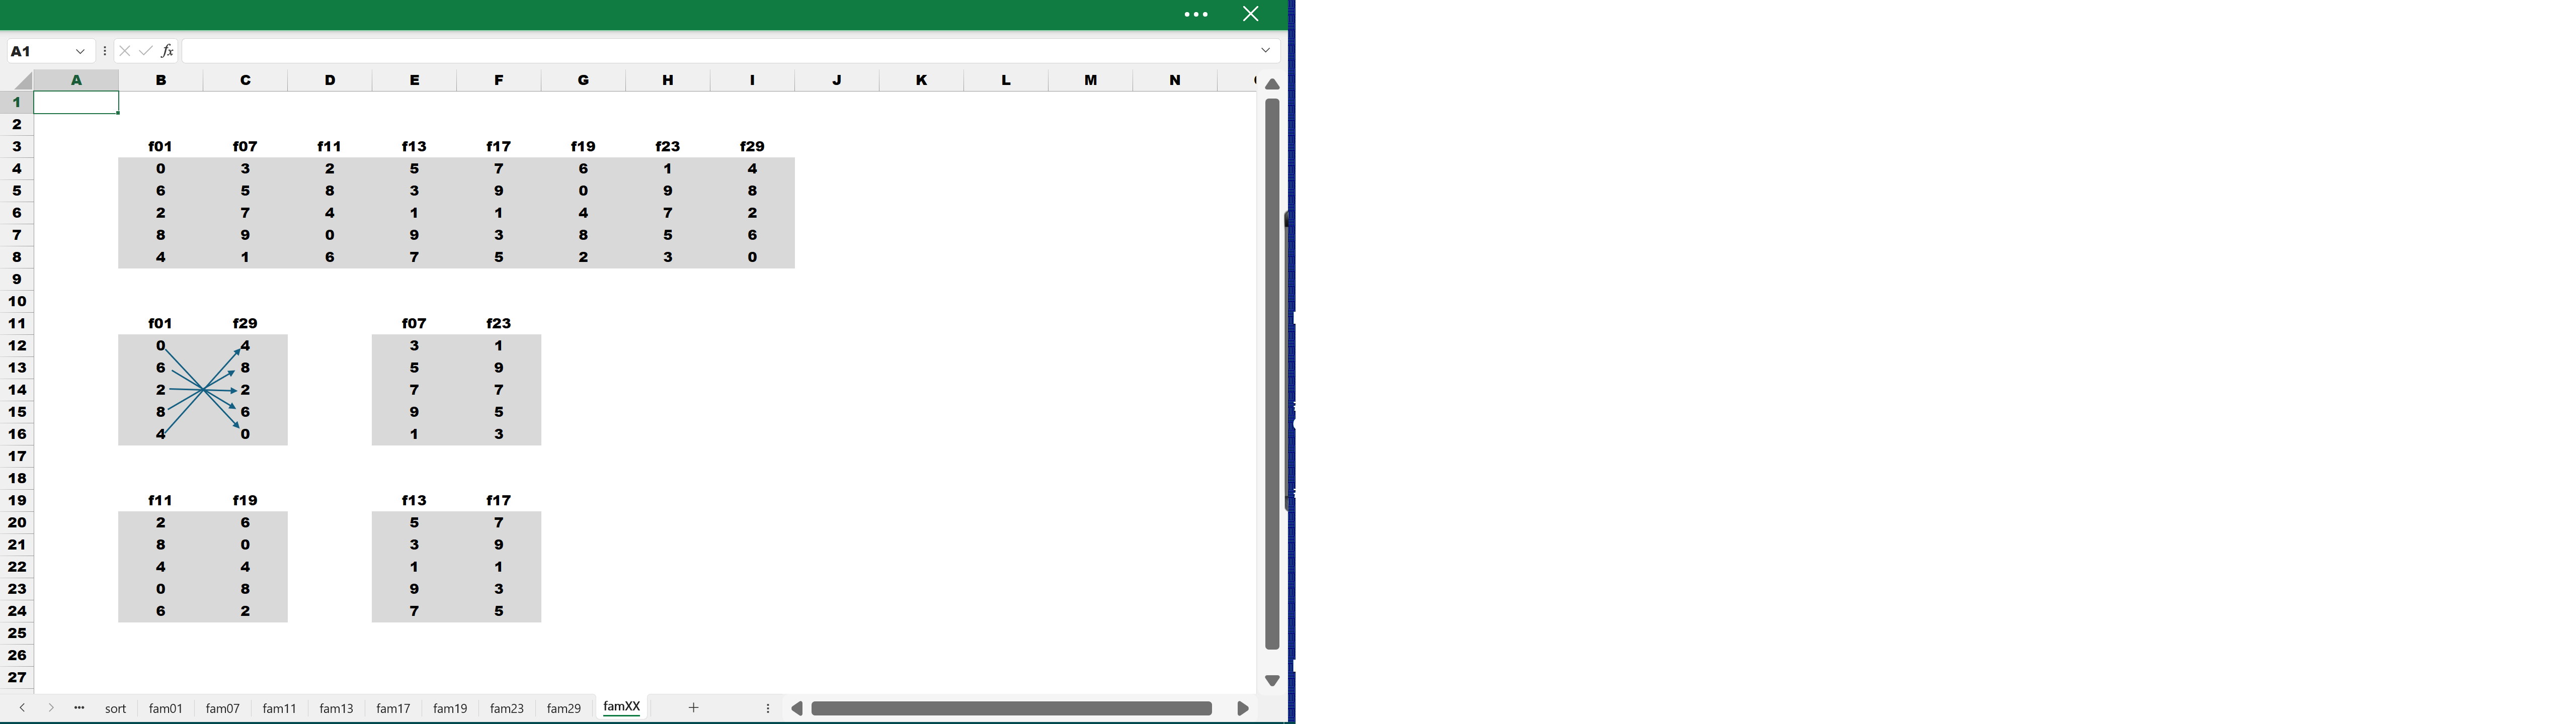 A1 fx
A B C D E F G H I J K L M N
1
2
3 f01 f07 f11 f13 f17 f19 f23 f29
4 0 3 2 5 7 6 1 4
5 6 5 8 3 9 0 9 8
6 2 7 4 1 1 4 7 2
7 8 9 0 9 3 8 5 6
8 4 1 6 7 5 2 3 0
9
10
11 f01 f29 f07 f23
12 0 4 3 1
13 6 8 5 9
14 2 2 7 7
15 8 6 9 5
16 4 0 1 3
17
18
19 f11 f19 f13 f17
20 2 6 5 7
21 8 0 3 9
22 4 4 1 1
23 0 8 9 3
24 6 2 7 5
25
26
27
sort fam01 fam07 fam11 fam13 fam17 fam19 fam23 fam29 famXX